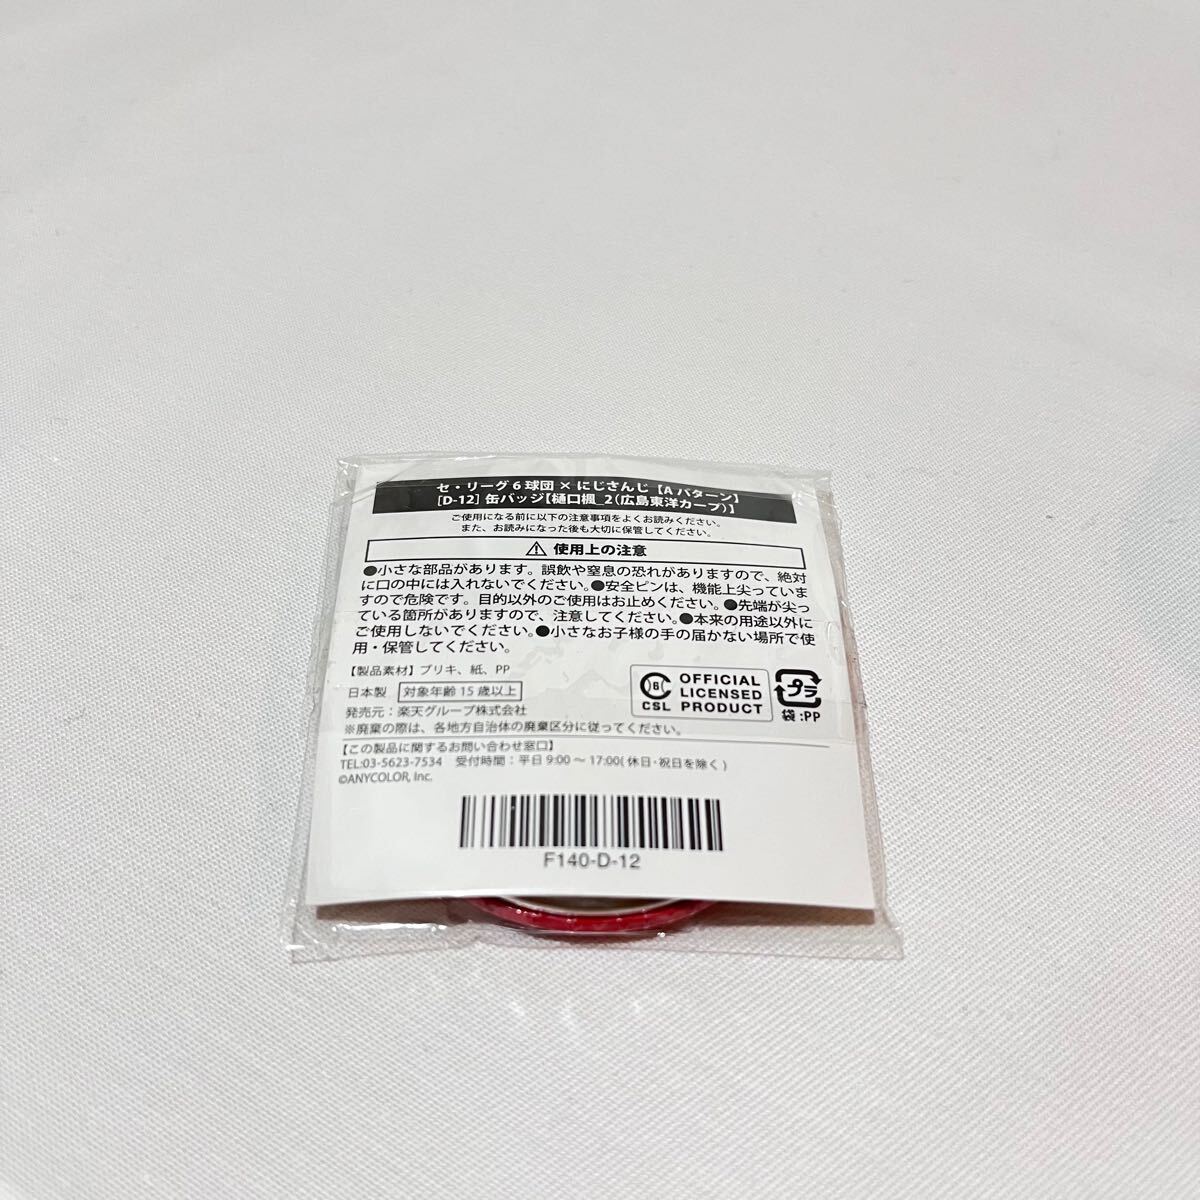 セ・リーグ6球団×にじさんじ【Aパターン】
[D-12] 缶バッジ【樋口楓_2(広島東洋カープ)】
ご使用になる前に以下の注意事項をよくお読みください。
また、お読みになった後も大切に保管してください。
⚠ 使用上の注意
●小さな部品があります。誤飲や窒息の恐れがありますので、絶対
に口の中には入れないでください。●安全ピンは、機能上尖っていま
すので危険です。目的以外のご使用はお止めください。●先端が尖っ
ている箇所がありますので、注意してください。●本来の用途以外に
ご使用しないでください。●小さなお子様の手の届かない場所で使
用・保管してください。
【製品素材】ブリキ、紙、PP
日本製 対象年齢15歳以上
発売元:楽天グループ株式会社
※廃棄の際は、各地方自治体の廃棄区分に従ってください。
CSL
OFFICIAL
LICENSED
PRODUCT
プラ
袋:PP
【この製品に関するお問い合わせ窓口】
TEL:03-5623-7534 受付時間:平日9:00～17:00(休日・祝日を除く)
©ANYCOLOR, Inc.
F140-D-12